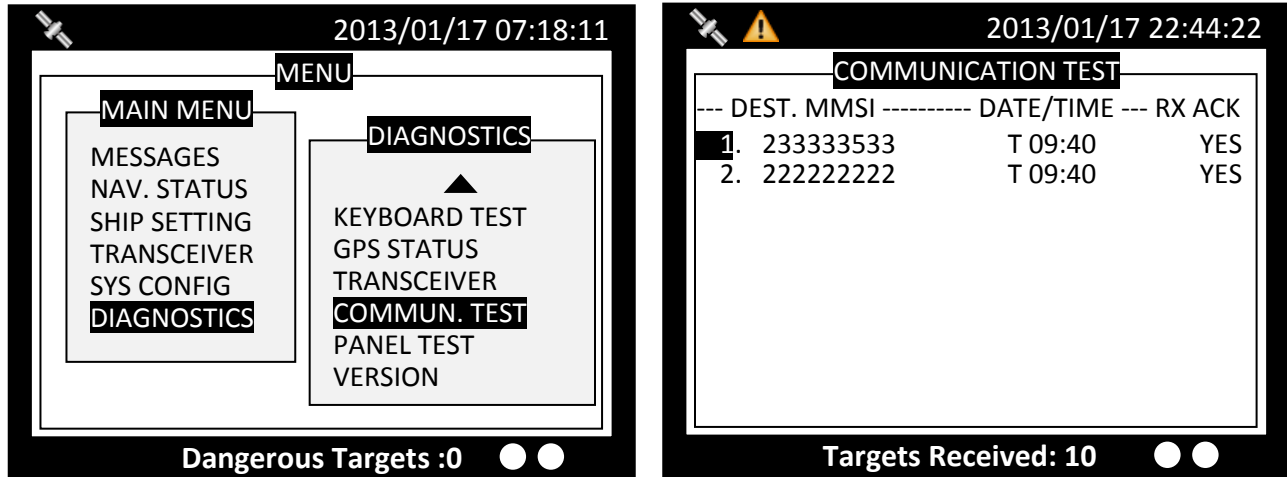 2013/01/17 07:18:11
MENU
MAIN MENU
MESSAGES
NAV. STATUS
SHIP SETTING
TRANSCEIVER
SYS CONFIG
DIAGNOSTICS
DIAGNOSTICS
KEYBOARD TEST
GPS STATUS
TRANSCEIVER
COMMUN. TEST
PANEL TEST
VERSION
Dangerous Targets :0
2013/01/17 22:44:22
COMMUNICATION TEST
--- DEST. MMSI ---------- DATE/TIME --- RX ACK
1. 233333533 T 09:40 YES
2. 222222222 T 09:40 YES
Targets Received: 10